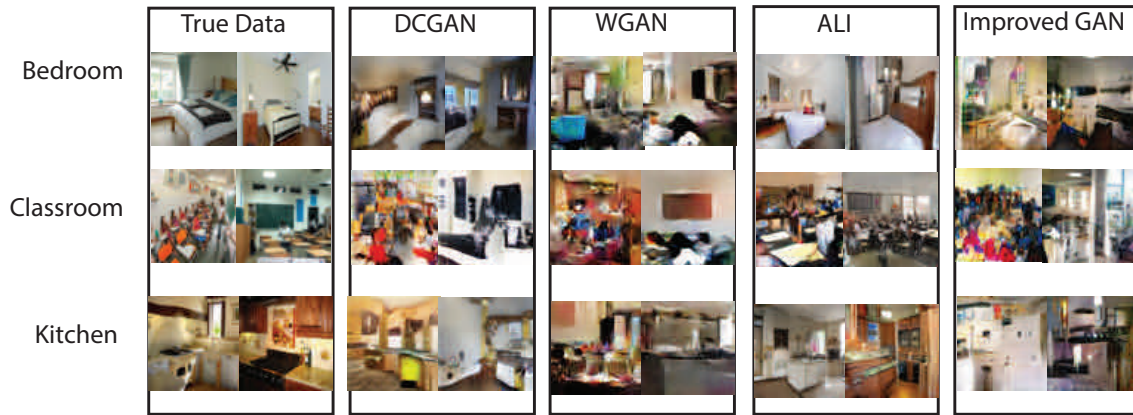 True Data DCGAN WGAN ALI Improved GAN
Bedroom
Classroom
Kitchen